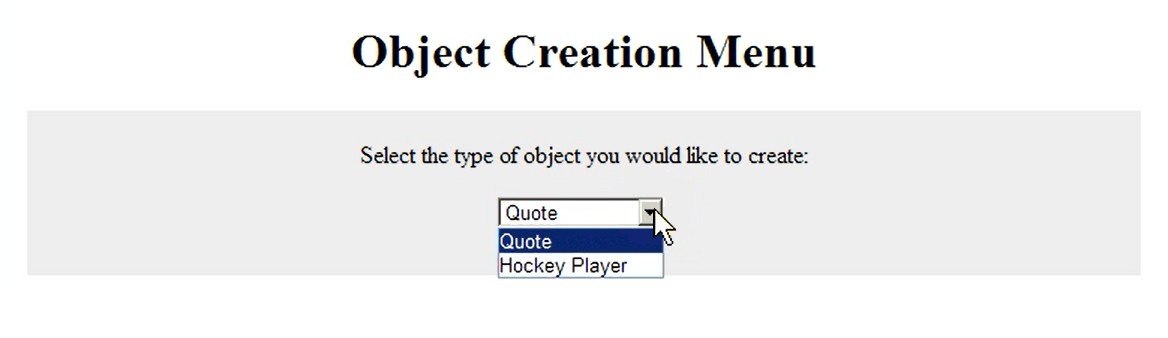 Object Creation Menu
Select the type of object you would like to create:
Quote
Quote
Hockey Player